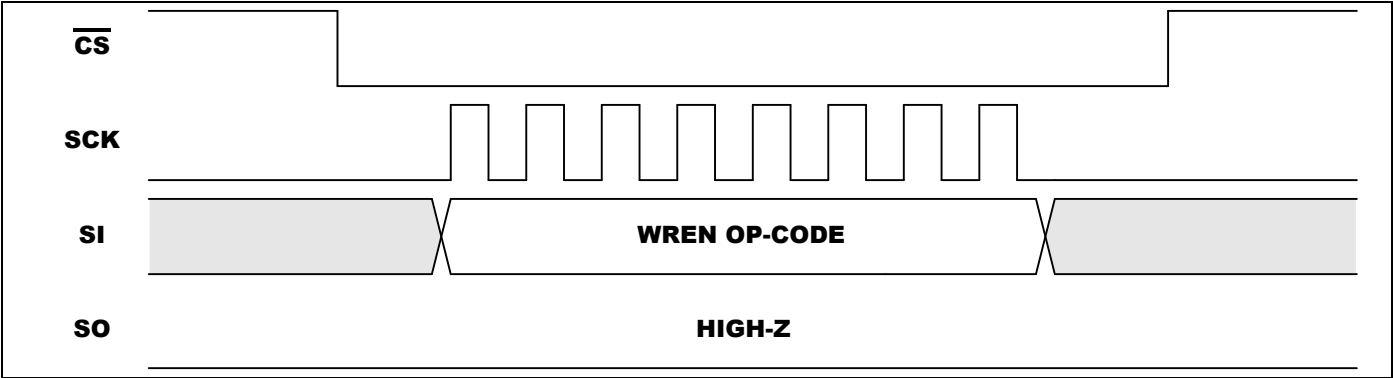 CS
SCK
SI
WREN OP-CODE
SO
HIGH-Z